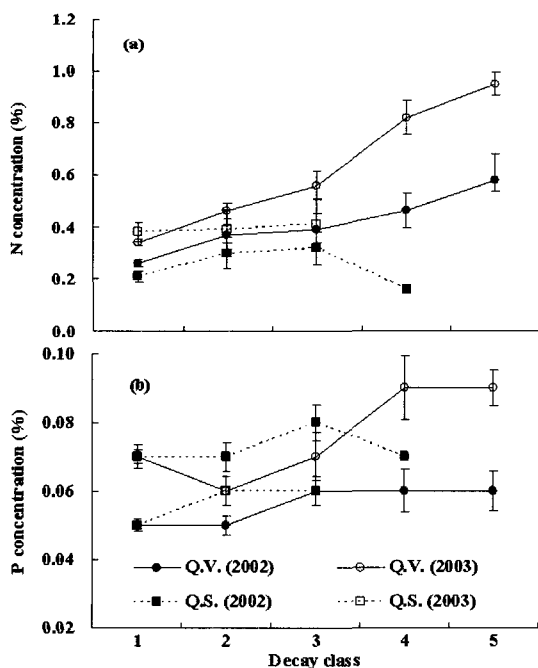 1.2
(a)
1.0
0.8
0.6
0.4
0.2
0.0
N concentration (%)
0.10
(b)
0.08
0.06
0.04
0.02
P concentration (%)
Q.V. (2002)
Q.V. (2003)
Q.S. (2002)
Q.S. (2003)
1 2 3 4 5
Decay class